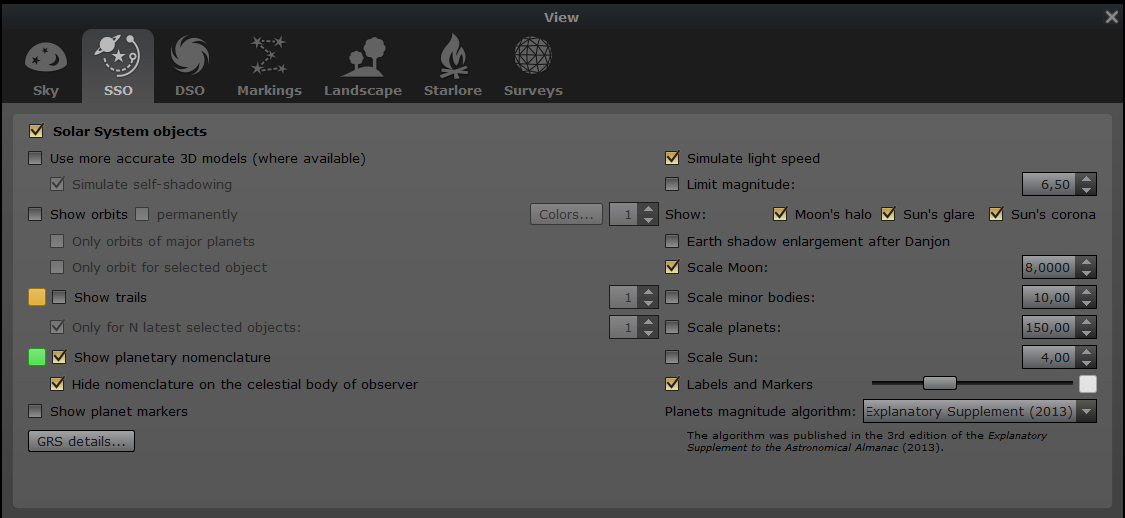 View
Sky SSO DSO Markings Landscape Starlore Surveys
Solar System objects
Use more accurate 3D models (where available)
Simulate self-shadowing
Show orbits permanently Colors... 1
Only orbits of major planets
Only orbit for selected object
Show trails 1
Only for N latest selected objects: 1
Show planetary nomenclature
Hide nomenclature on the celestial body of observer
Show planet markers
GRS details...
Simulate light speed
Limit magnitude: 6,50
Show: Moon's halo Sun's glare Sun's corona
Earth shadow enlargement after Danjon
Scale Moon: 8,0000
Scale minor bodies: 10,00
Scale planets: 150,00
Scale Sun: 4,00
Labels and Markers
Planets magnitude algorithm: Explanatory Supplement (2013)
The algorithm was published in the 3rd edition of the Explanatory
Supplement to the Astronomical Almanac (2013).